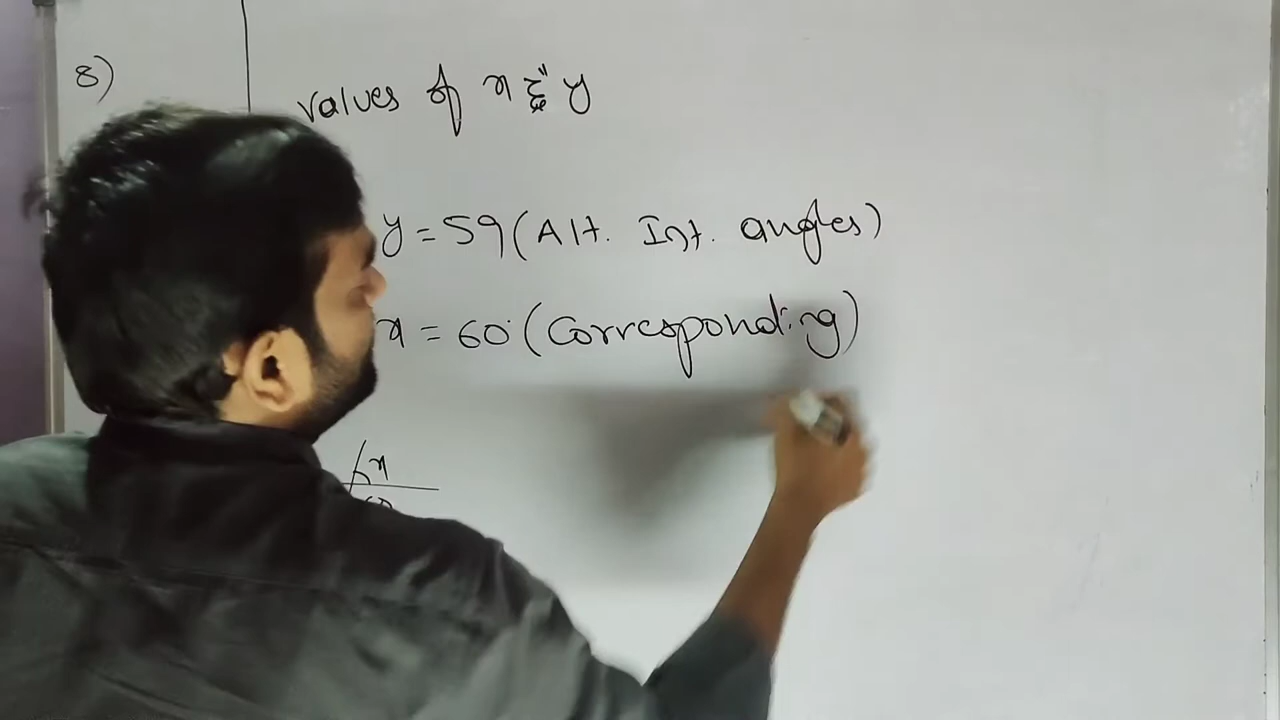 8)
values of x & y
y = 59 (Alt. Int. angles)
x = 60° (Corresponding)
x